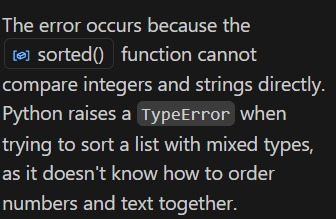 The error occurs because the
sorted() function cannot
compare integers and strings directly.
Python raises a TypeError when
trying to sort a list with mixed types,
as it doesn't know how to order
numbers and text together.